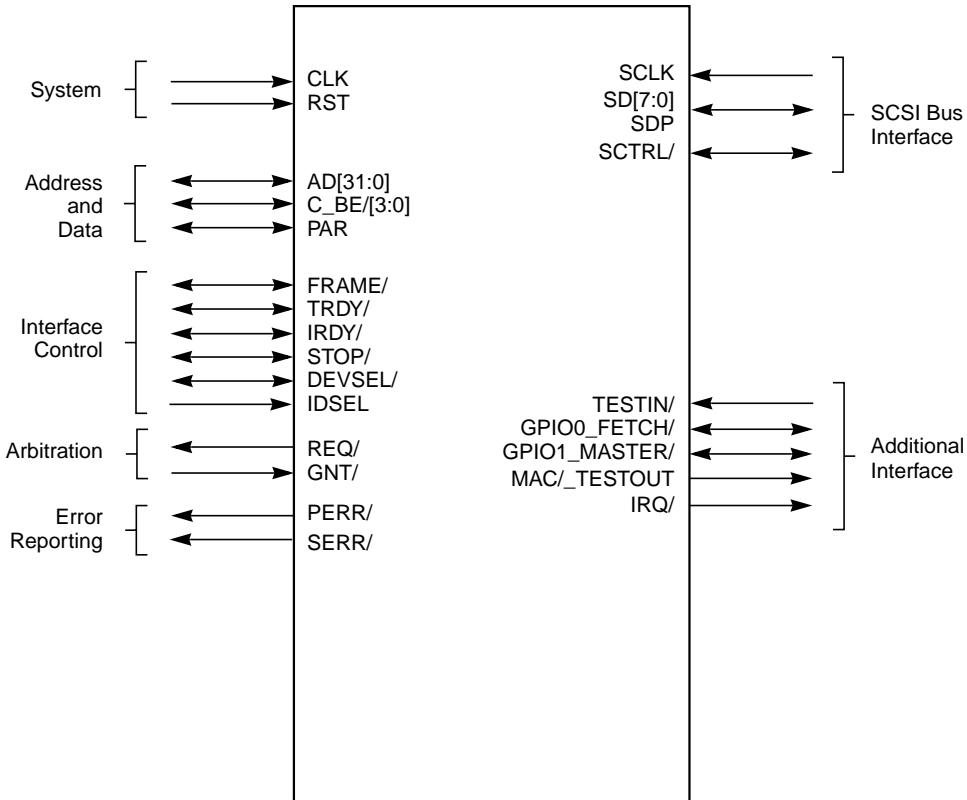 System
CLK
RST
Address
and
Data
AD[31:0]
C_BE/[3:0]
PAR
Interface
Control
FRAME/
TRDY/
IRDY/
STOP/
DEVSEL/
IDSEL
Arbitration
REQ/
GNT/
Error
Reporting
PERR/
SERR/
SCLK
SD[7:0]
SDP
SCTRL/
SCSI Bus
Interface
TESTIN/
GPIO0_FETCH/
GPIO1_MASTER/
MAC/_TESTOUT
IRQ/
Additional
Interface